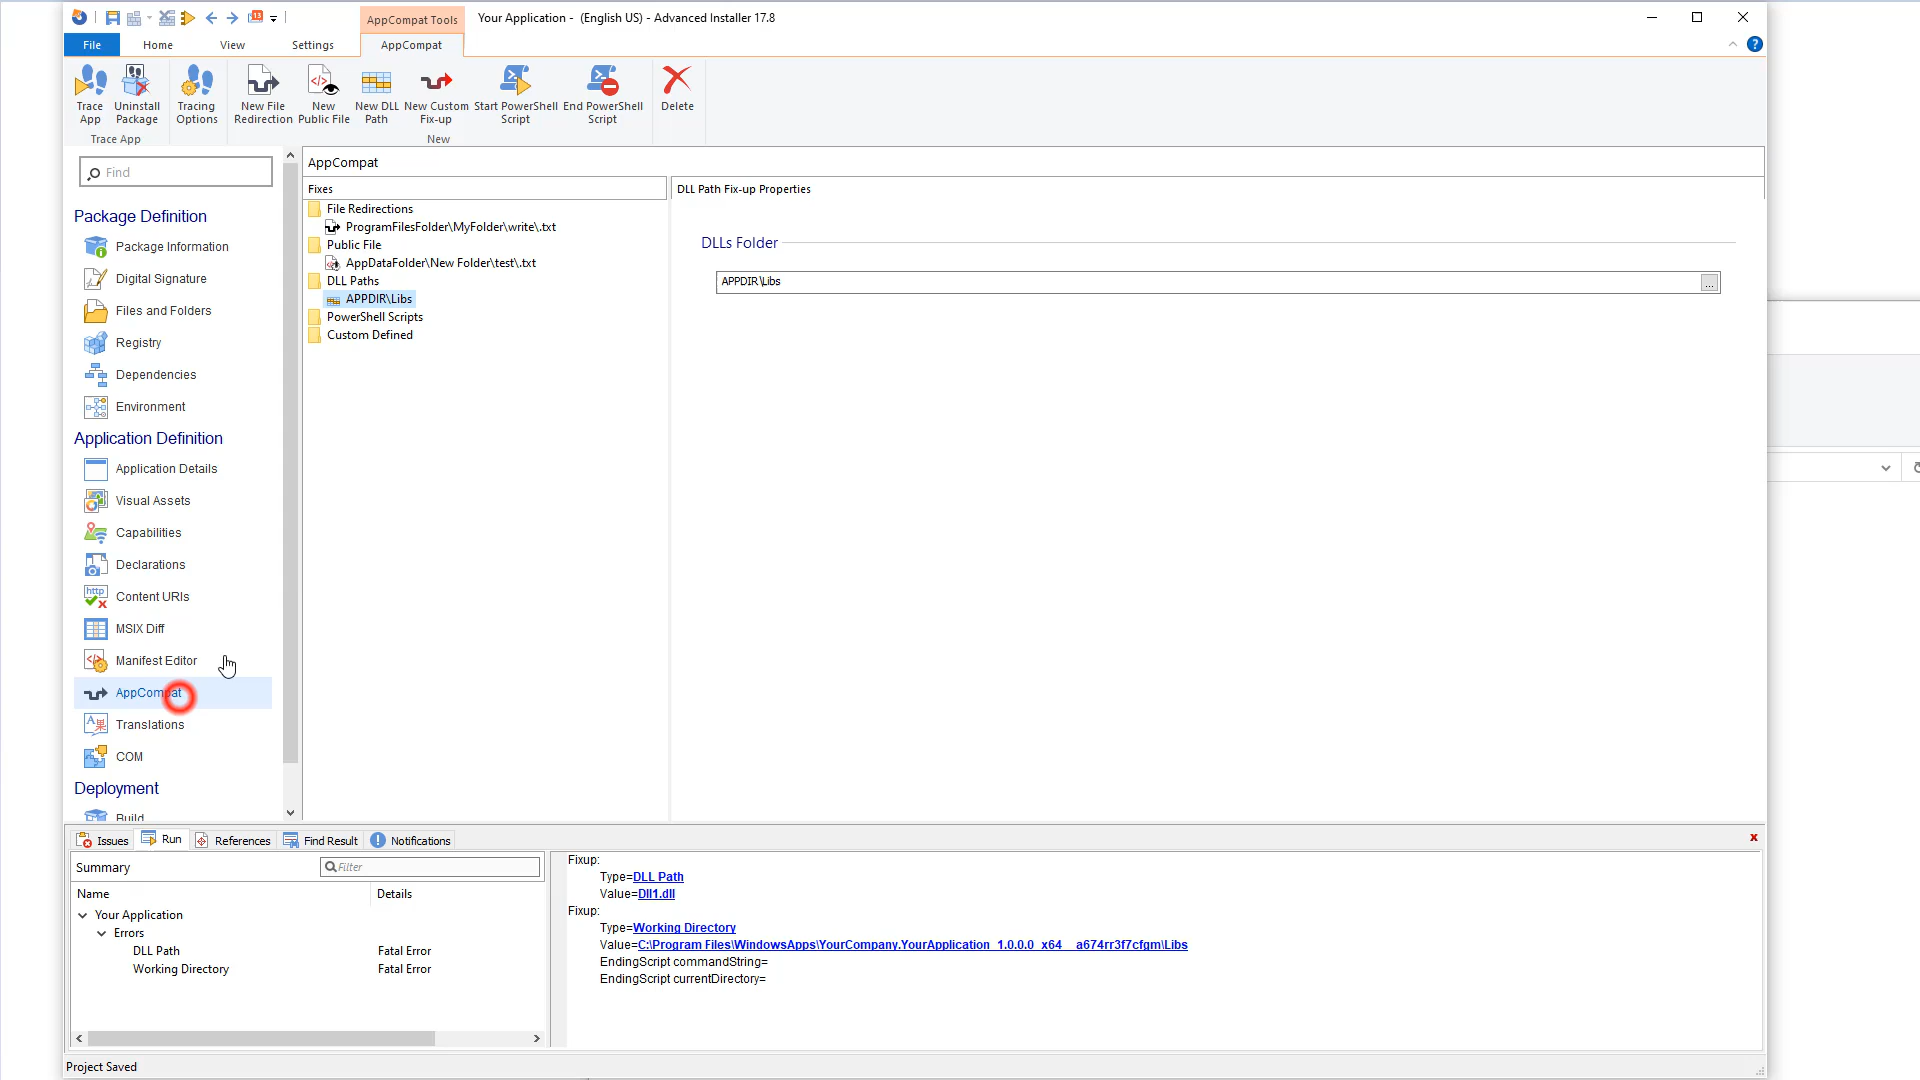 13
AppCompat Tools
Your Application - (English US) - Advanced Installer 17.8
File
Home
View
Settings
AppCompat
?
Trace App
Uninstall Package
Tracing Options
New File Redirection
New Public File
New DLL Path
New Custom Fix-up
Start PowerShell Script
End PowerShell Script
Delete
Trace App
New
Find
Package Definition
Package Information
Digital Signature
Files and Folders
Registry
Dependencies
Environment
Application Definition
Application Details
Visual Assets
Capabilities
Declarations
http
Content URIs
MSIX Diff
Manifest Editor
AppCompat
Translations
COM
Deployment
Build
AppCompat
Fixes
File Redirections
ProgramFilesFolder\MyFolder\write\.txt
Public File
AppDataFolder\New Folder\test\.txt
DLL Paths
APPDIR\Libs
PowerShell Scripts
Custom Defined
DLL Path Fix-up Properties
DLLs Folder
APPDIR\Libs
...
Issues
Run
References
Find Result
Notifications
Summary
Filter
Name
Details
Your Application
Errors
DLL Path
Fatal Error
Working Directory
Fatal Error
Fixup:
Type=DLL Path
Value=Dll1.dll
Fixup:
Type=Working Directory
Value=C:\Program Files\WindowsApps\YourCompany.YourApplication_1.0.0.0_x64__a674rr3f7cfgm\Libs
EndingScript commandString=
EndingScript currentDirectory=
Project Saved